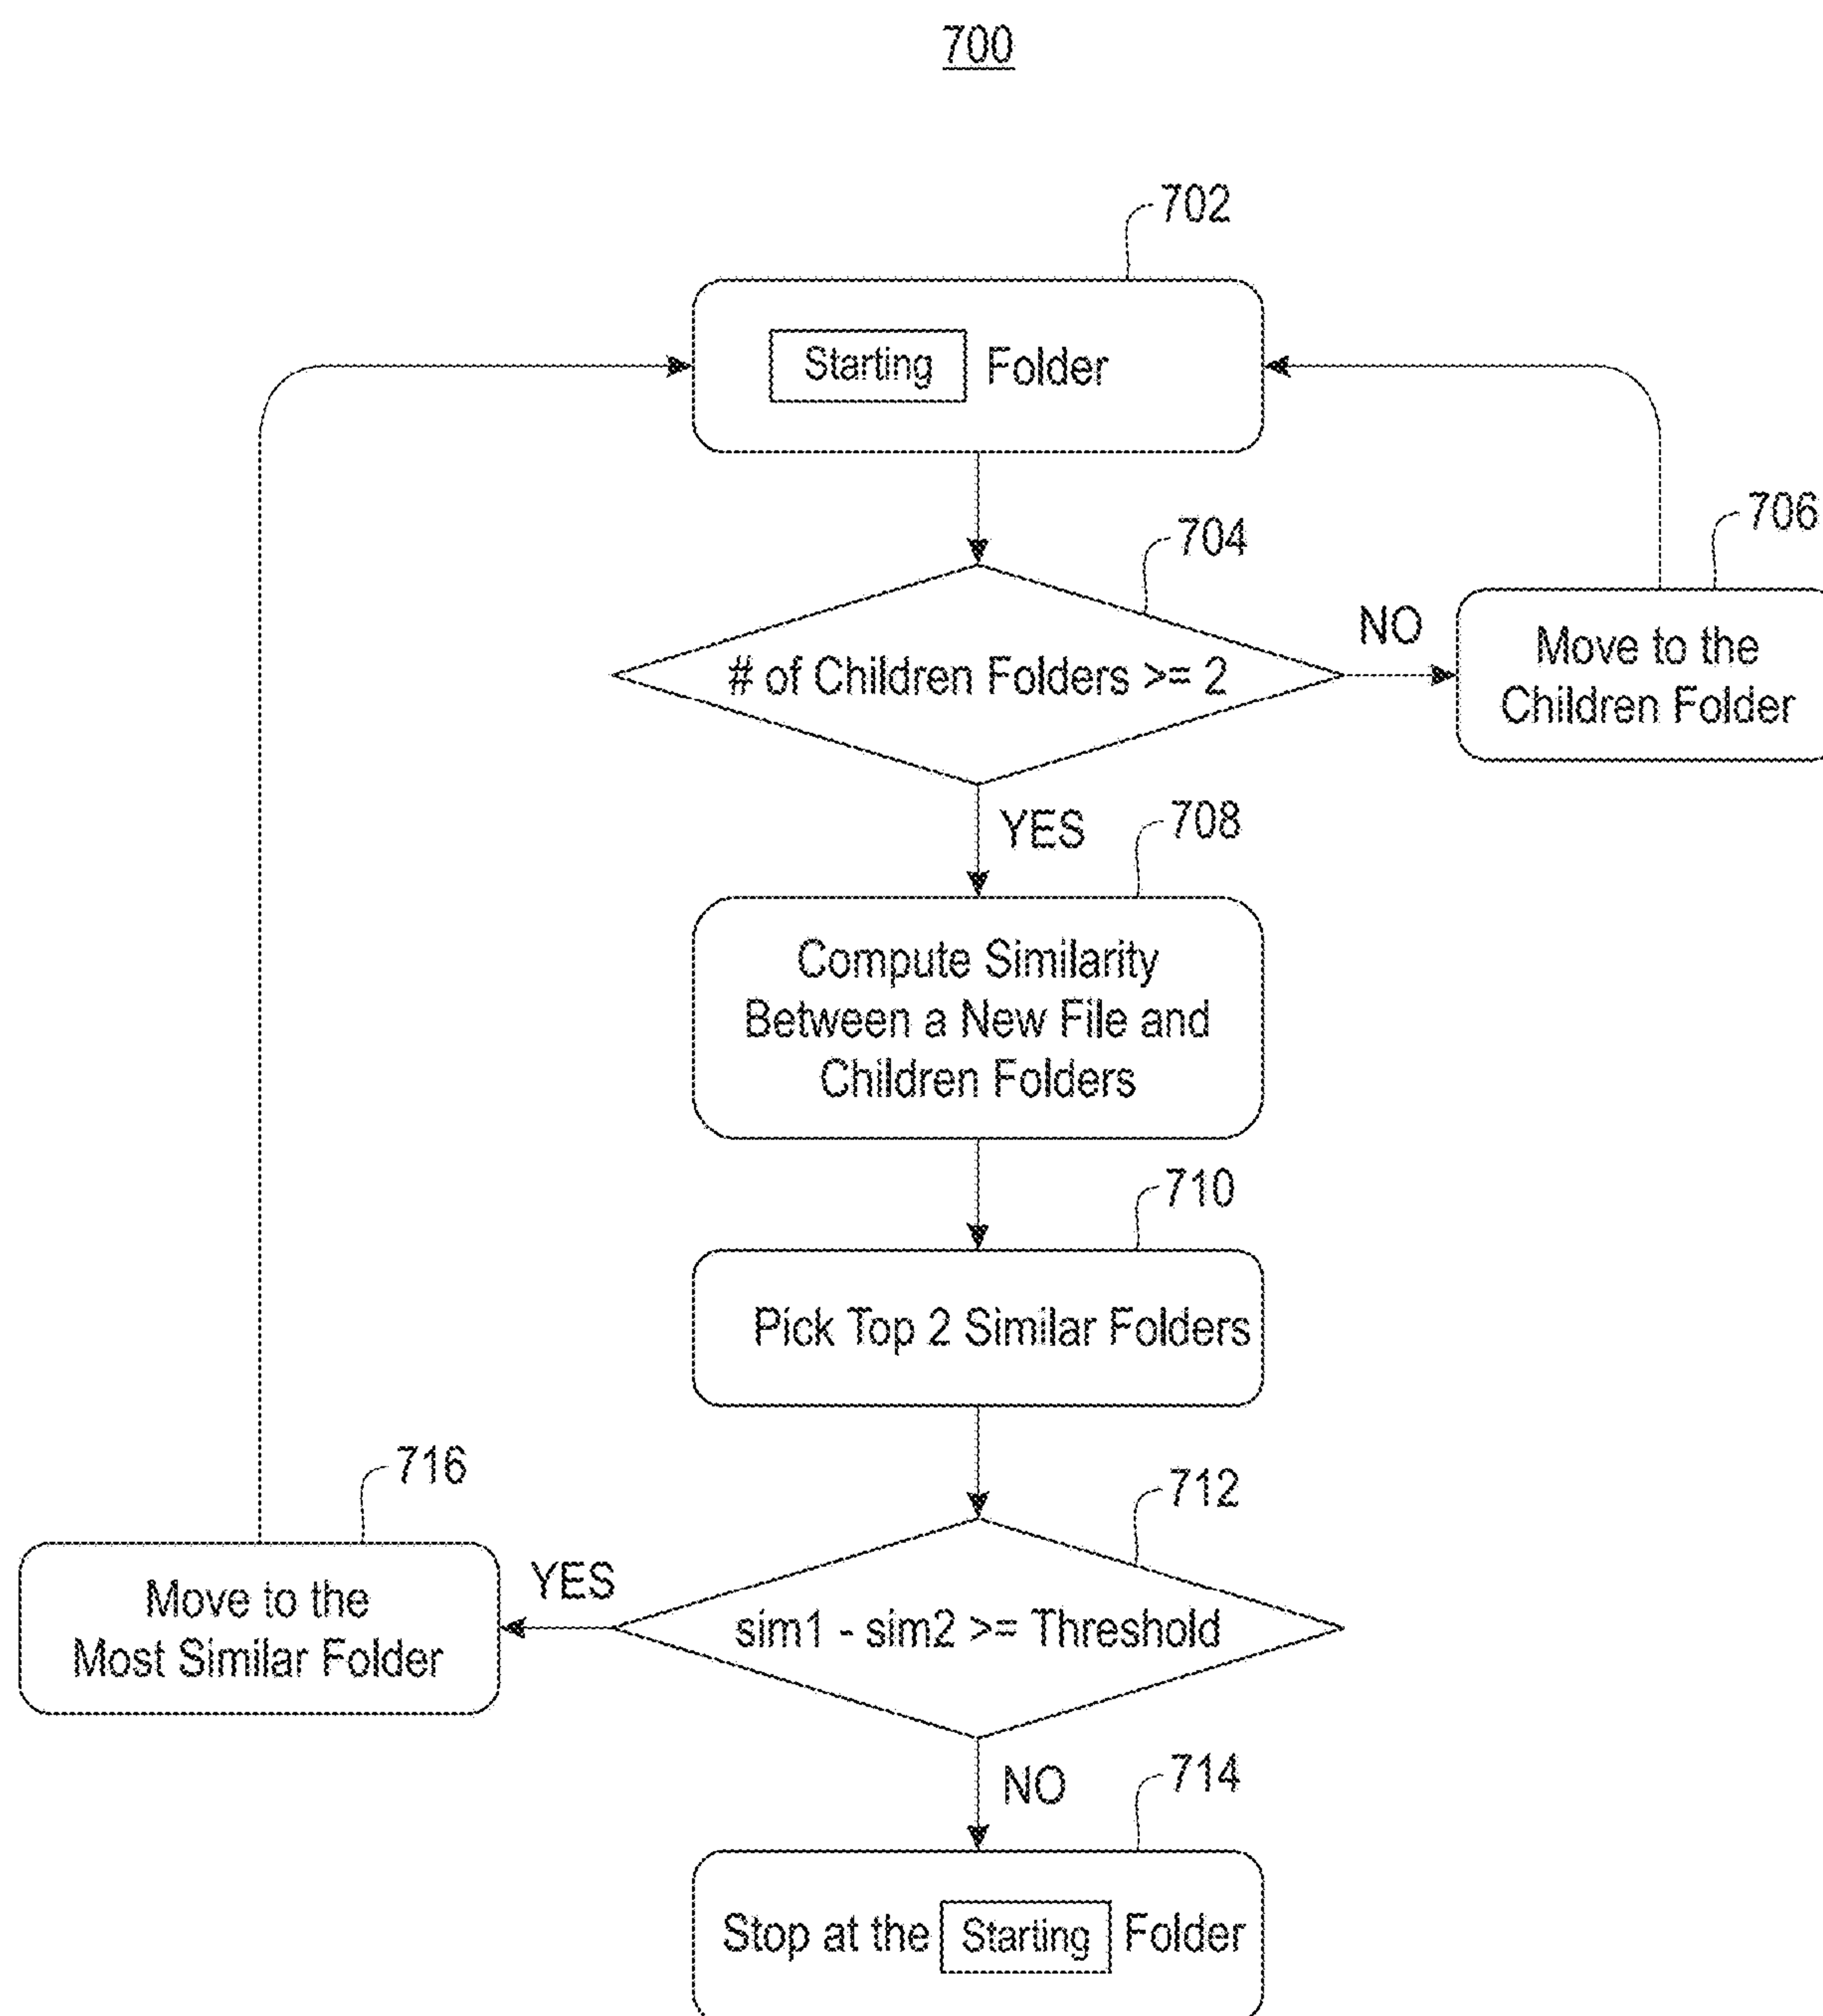 700
702
Starting Folder
704
# of Children Folders >= 2
NO
706
Move to the
Children Folder
YES
708
Compute Similarity
Between a New File and
Children Folders
710
Pick Top 2 Similar Folders
712
sim1 - sim2 >= Threshold
YES
716
Move to the
Most Similar Folder
NO
714
Stop at the Starting Folder